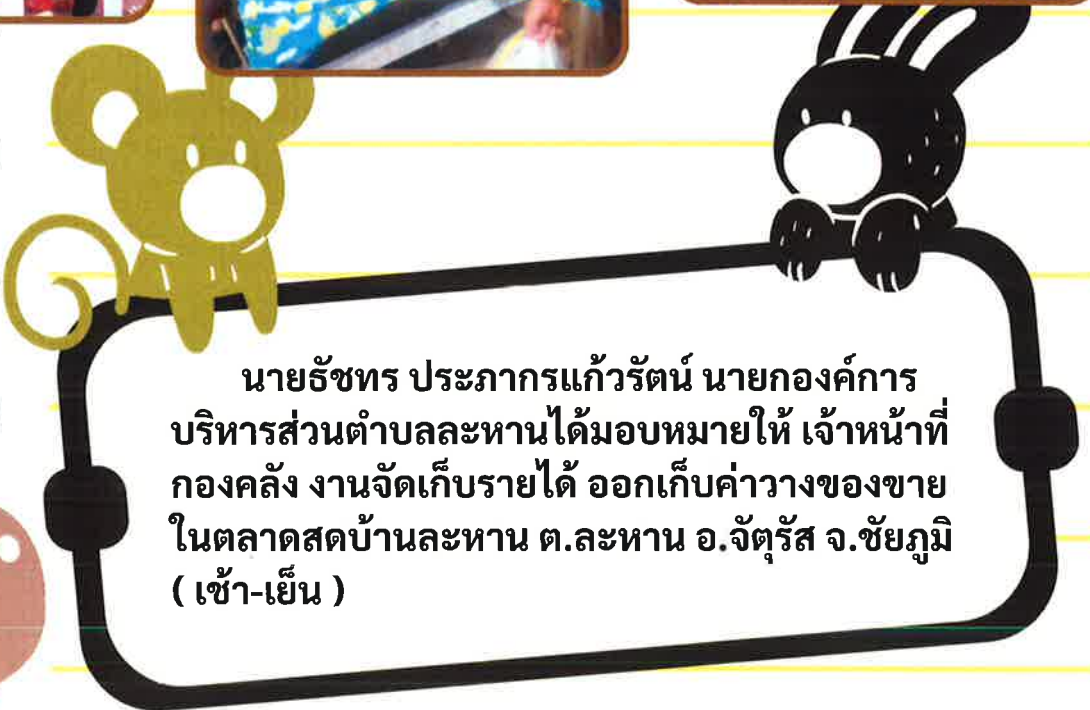 นายธัชทร ประภากรแก้วรัตน์ นายกองค์การ
บริหารส่วนตำบลละหานได้มอบหมายให้ เจ้าหน้าที่
กองคลัง งานจัดเก็บรายได้ ออกเก็บค่าวางของขาย
ในตลาดสดบ้านละหาน ต.ละหาน อ.จัตุรัส จ.ชัยภูมิ
( เช้า-เย็น )